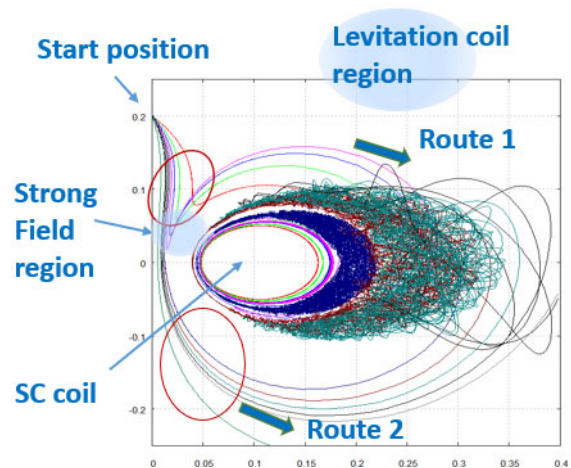 Levitation coil
region
Start position
Route 1
Strong
Field
region
SC coil
Route 2
0.2
0.1
0
-0.1
-0.2
0
0.05
0.1
0.15
0.2
0.25
0.3
0.35
0.4